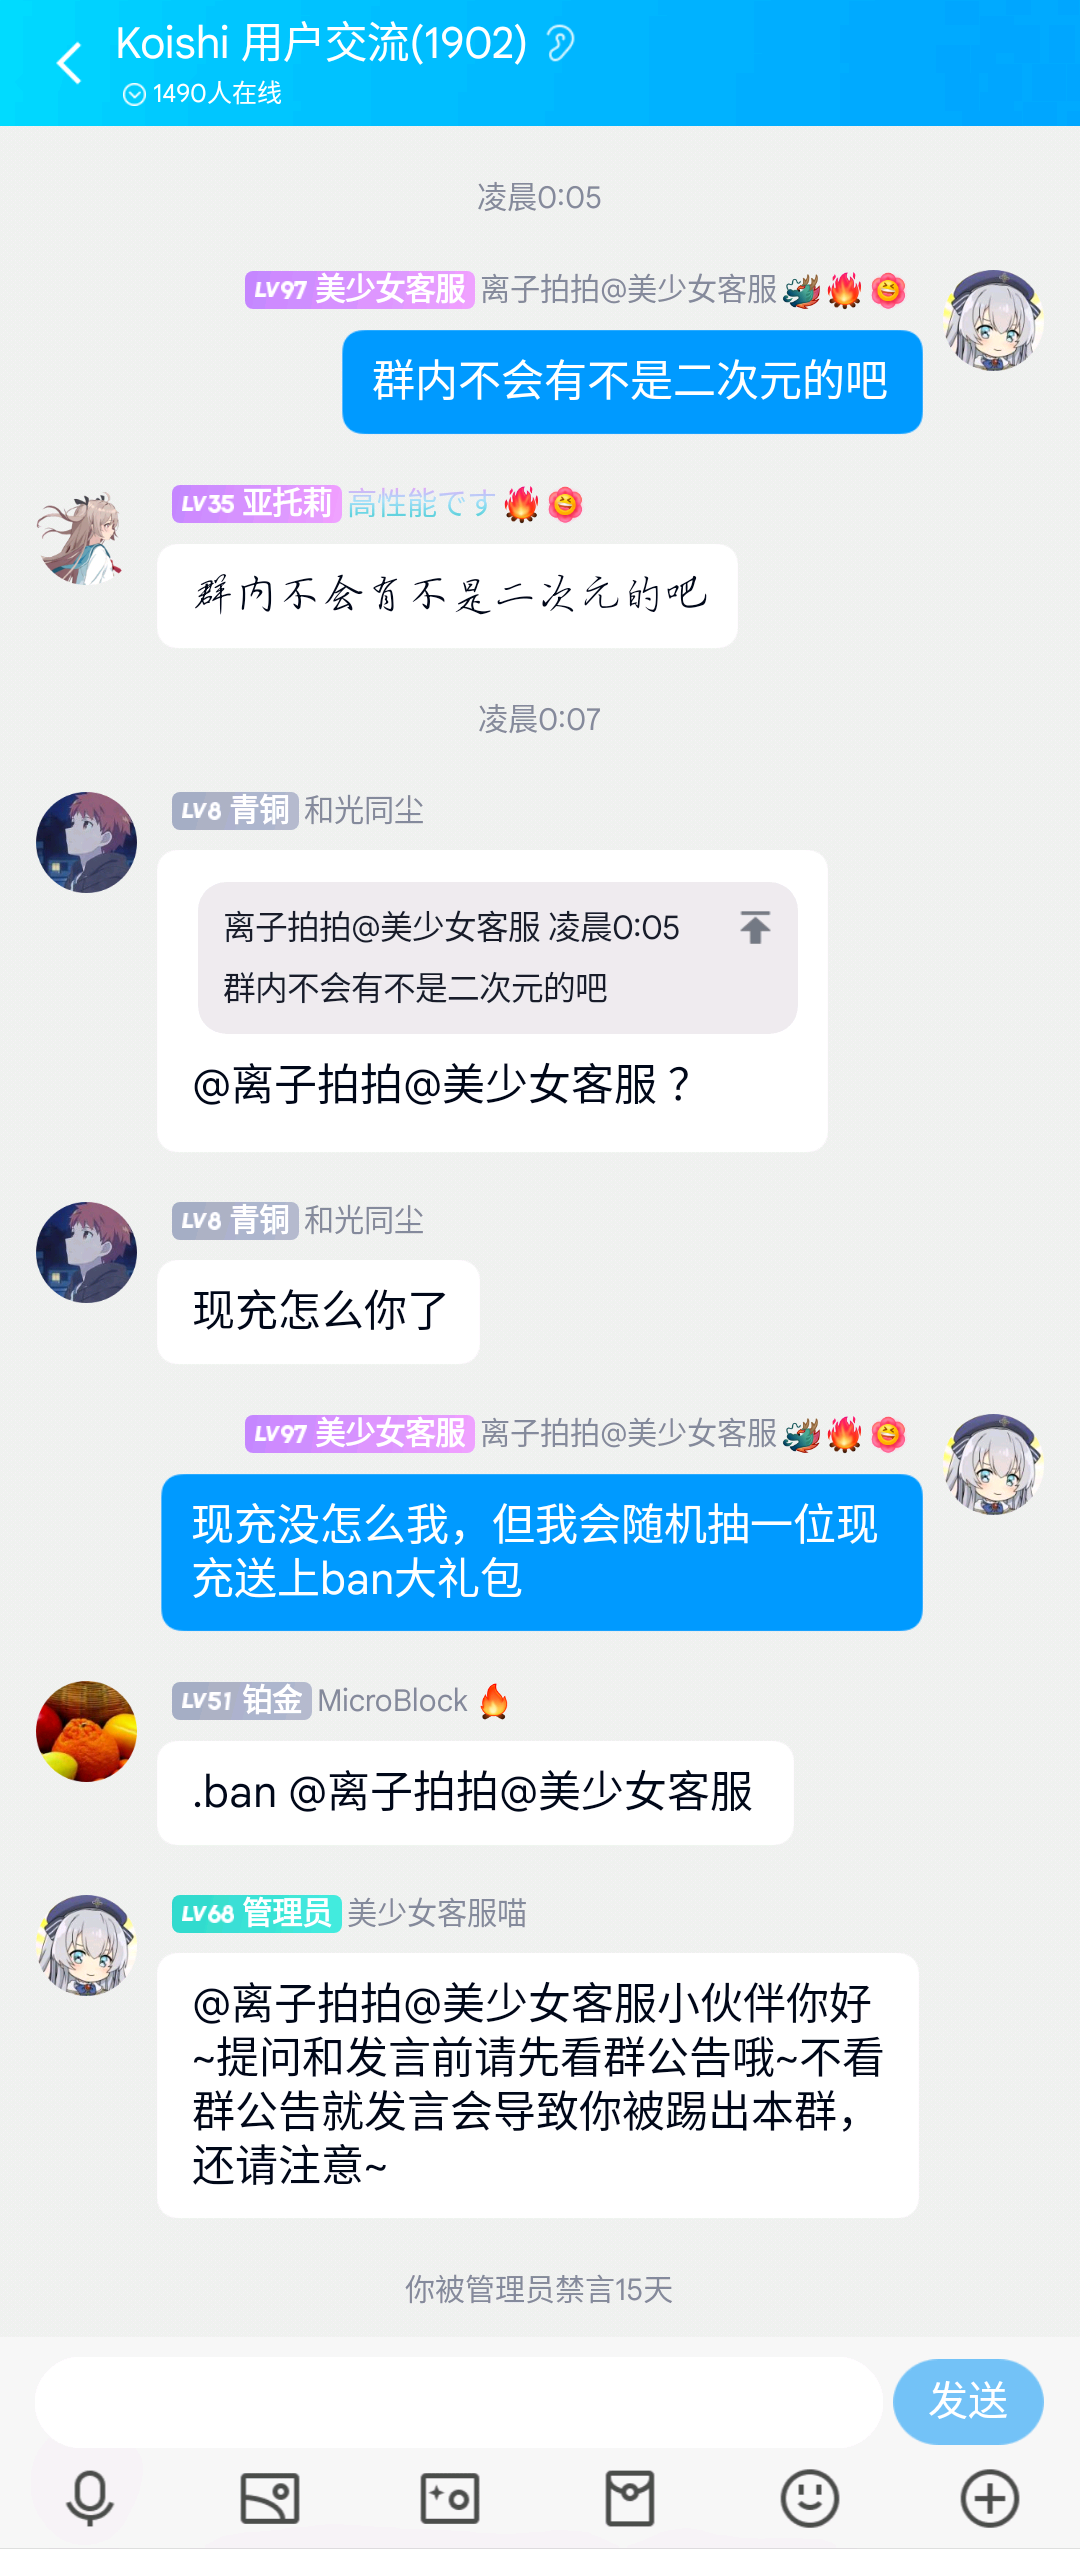 Koishi 用户交流(1902)
1490人在线
凌晨0:05
LV97 美少女客服 离子拍拍@美少女客服
群内不会有不是二次元的吧
LV35 亚托莉 高性能です
群内不会有不是二次元的吧
凌晨0:07
LV8 青铜 和光同尘
离子拍拍@美少女客服 凌晨0:05
群内不会有不是二次元的吧
@离子拍拍@美少女客服 ?
LV8 青铜 和光同尘
现充怎么你了
LV97 美少女客服 离子拍拍@美少女客服
现充没怎么我，但我会随机抽一位现
充送上ban大礼包
LV51 铂金 MicroBlock
.ban @离子拍拍@美少女客服
LV68 管理员 美少女客服喵
@离子拍拍@美少女客服小伙伴你好
~提问和发言前请先看群公告哦~不看
群公告就发言会导致你被踢出本群，
还请注意~
你被管理员禁言15天
发送